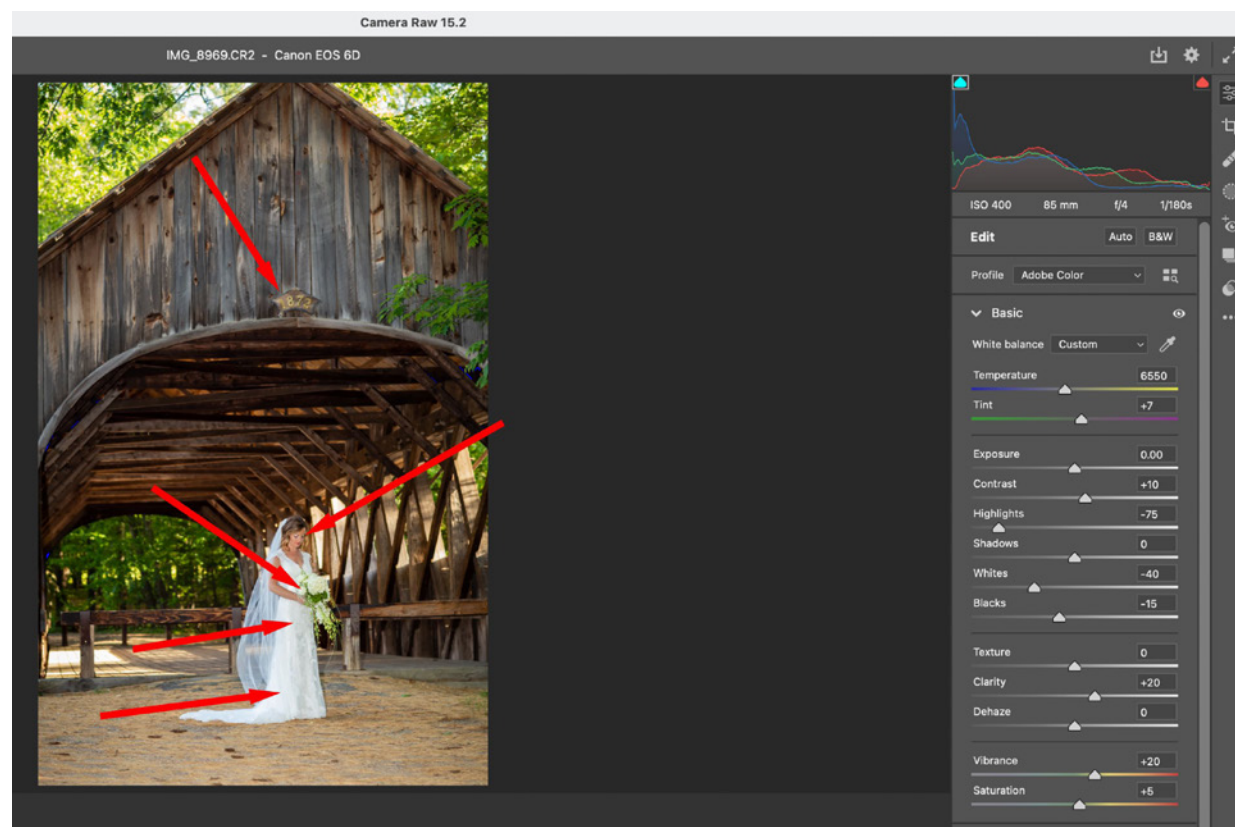 Camera Raw 15.2
IMG_8969.CR2 - Canon EOS 6D
1872
ISO 400 85 mm f/4 1/180s
Edit Auto B&W
Profile Adobe Color
Basic
White balance Custom
Temperature 6550
Tint +7
Exposure 0.00
Contrast +10
Highlights -75
Shadows 0
Whites -40
Blacks -15
Texture 0
Clarity +20
Dehaze 0
Vibrance +20
Saturation +5